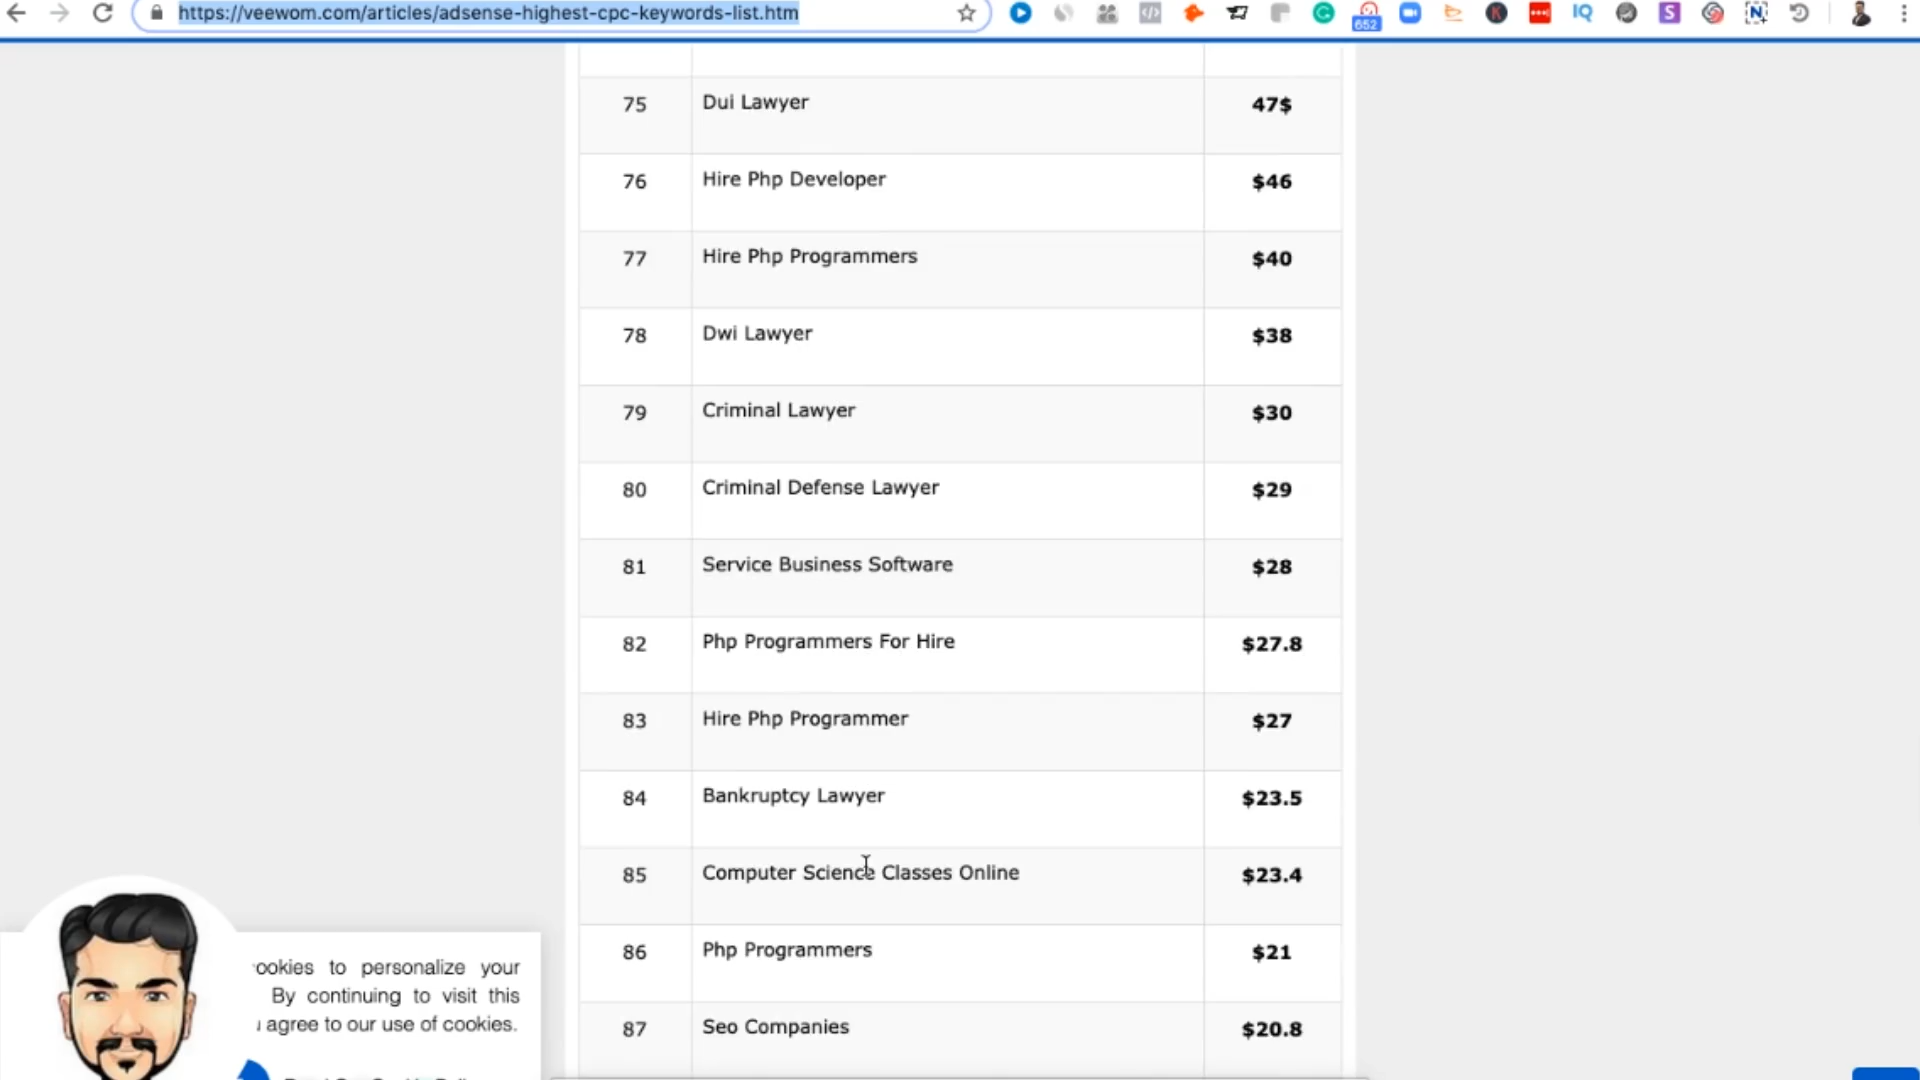 https://veewom.com/articles/adsense-highest-cpc-keywords-list.htm
652
IQ
S
N
75 Dui Lawyer 47$
76 Hire Php Developer $46
77 Hire Php Programmers $40
78 Dwi Lawyer $38
79 Criminal Lawyer $30
80 Criminal Defense Lawyer $29
81 Service Business Software $28
82 Php Programmers For Hire $27.8
83 Hire Php Programmer $27
84 Bankruptcy Lawyer $23.5
85 Computer Science Classes Online $23.4
86 Php Programmers $21
87 Seo Companies $20.8
ookies to personalize your
By continuing to visit this
agree to our use of cookies.